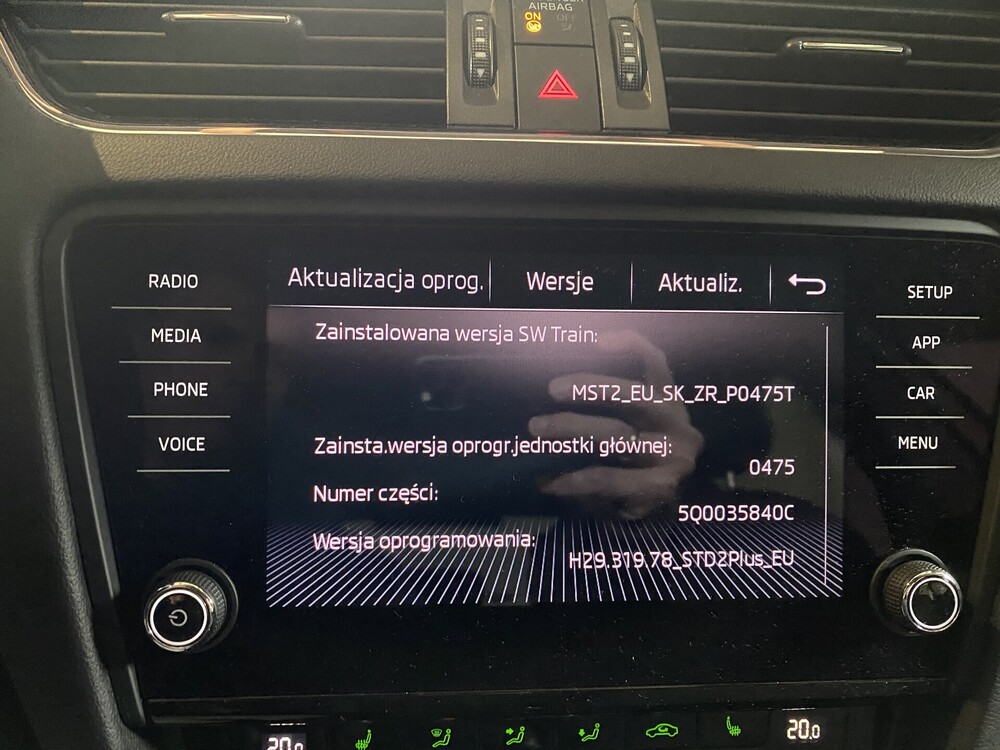 AIRBAG
ON OFF
Aktualizacja oprog. Wersje Aktualiz.
RADIO
MEDIA
PHONE
VOICE
Zainstalowana wersja SW Train:
MST2_EU_SK_ZR_P0475T
Zainsta.wersja oprogr.jednostki głównej:
0475
Numer części:
5Q0035840C
Wersja oprogramowania:
H29.319.78_STD2Plus_EU
SETUP
APP
CAR
MENU
20.0
20.0